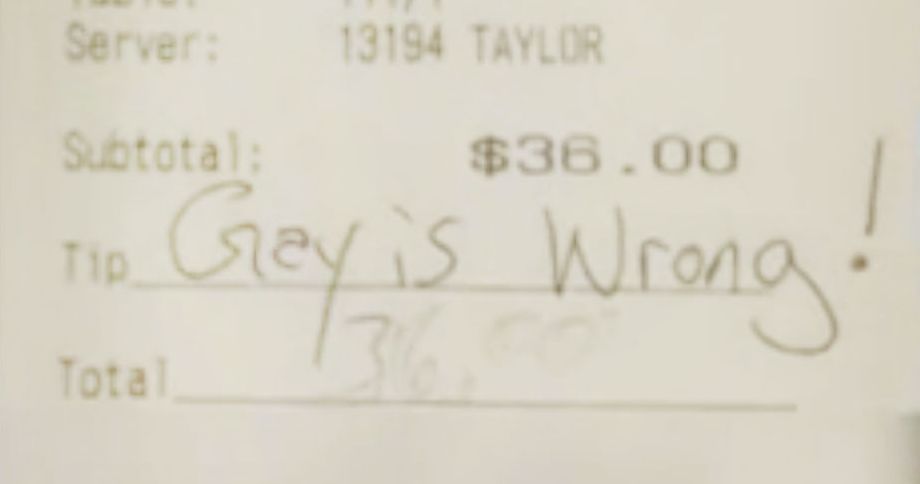 Server: 13194 TAYLOR
Subtotal: $36.00
Tip Gay is Wrong!
36.00
Total